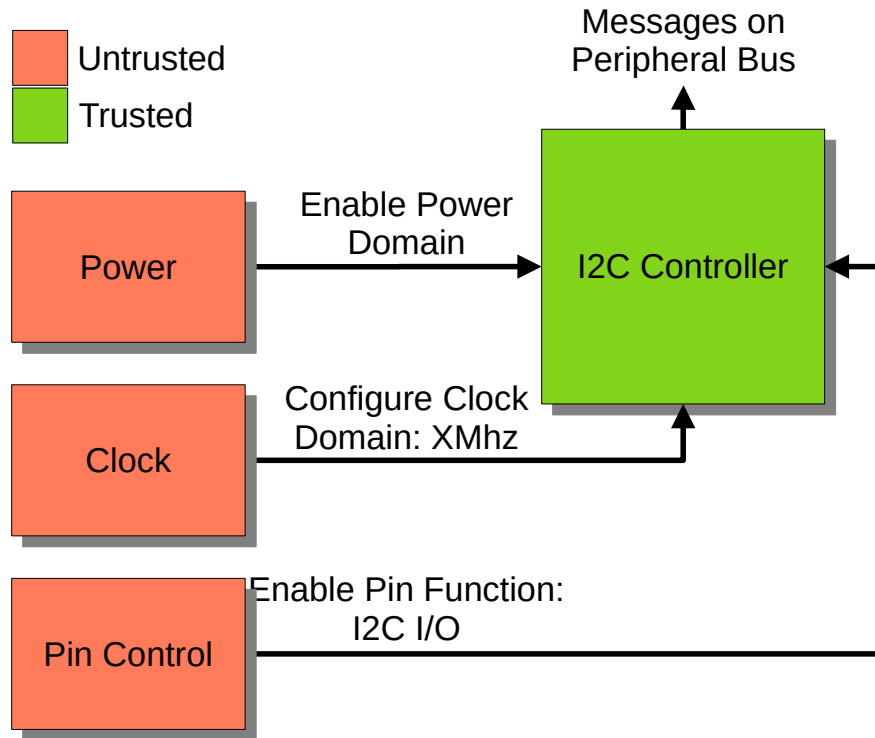 Untrusted
Trusted
Messages on
Peripheral Bus
Power
Enable Power
Domain
I2C Controller
Clock
Configure Clock
Domain: XMhz
Pin Control
Enable Pin Function:
I2C I/O